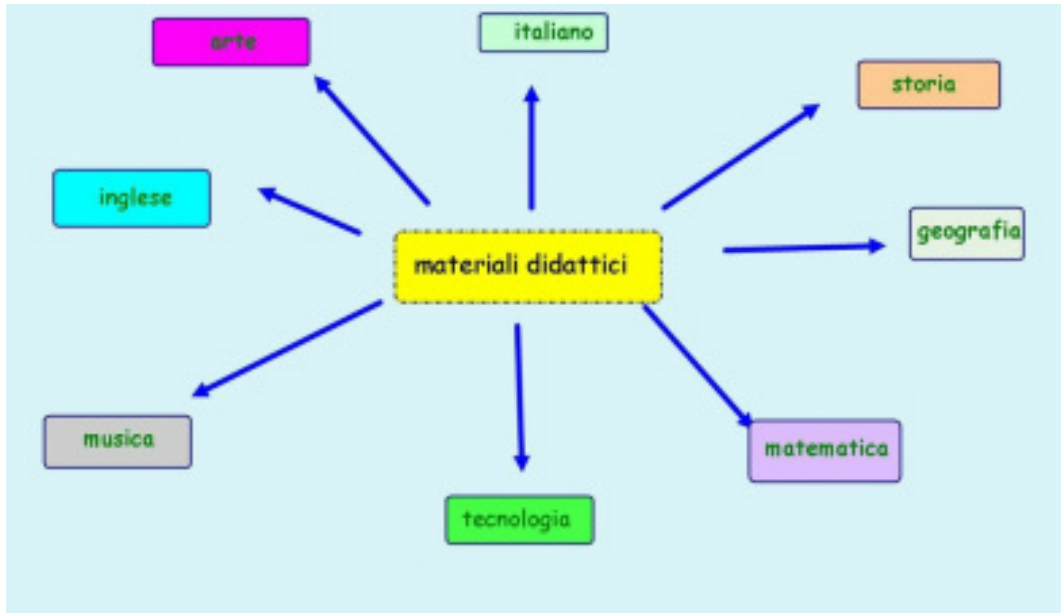 arte
italiano
storia
inglese
geografia
materiali didattici
musica
matematica
tecnologia